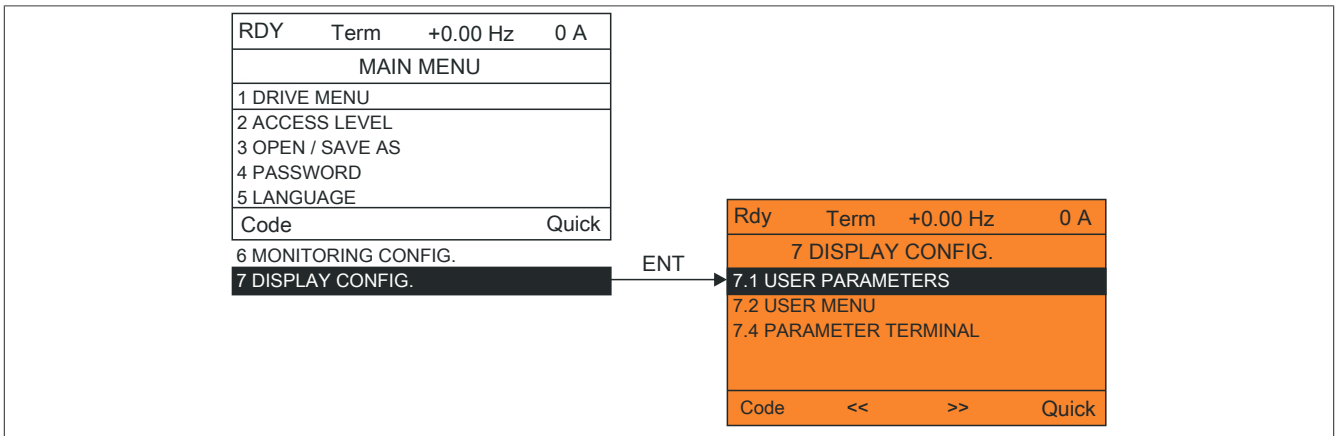 RDY Term +0.00 Hz 0 A
MAIN MENU
1 DRIVE MENU
2 ACCESS LEVEL
3 OPEN / SAVE AS
4 PASSWORD
5 LANGUAGE
Code Quick
6 MONITORING CONFIG.
7 DISPLAY CONFIG.
ENT
Rdy Term +0.00 Hz 0 A
7 DISPLAY CONFIG.
7.1 USER PARAMETERS
7.2 USER MENU
7.4 PARAMETER TERMINAL
Code << >> Quick